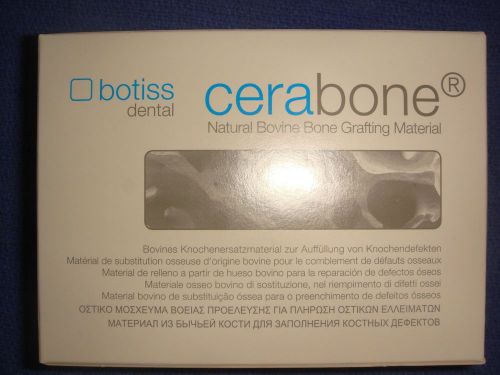 botiss
dental
cerabone®
Natural Bovine Bone Grafting Material
Bovines Knochenersatzmaterial zur Auffüllung von Knochendefekten
Matérial de substitution osseuse d'origine bovine pour le comblement de défauts osseaux
Material de relleno a partir de hueso bovino para la reparación de defectos óseos
Materiale osseo bovino di sostituzione, nel riempimento di difetti ossei
Material bovino de substituição óssea para o preenchimento de defeitos ósseos
ΟΣΤΙΚΟ ΜΟΣΧΕΥΜΑ ΒΟΕΙΑΣ ΠΡΟΕΛΕΥΣΗΣ ΓΙΑ ΠΛΗΡΩΣΗ ΟΣΤΙΚΩΝ ΕΛΛΕΙΜΑΤΩΝ
МАТЕРИАЛ ИЗ БЫЧЬЕЙ КОСТИ ДЛЯ ЗАПОЛНЕНИЯ КОСТНЫХ ДЕФЕКТОВ